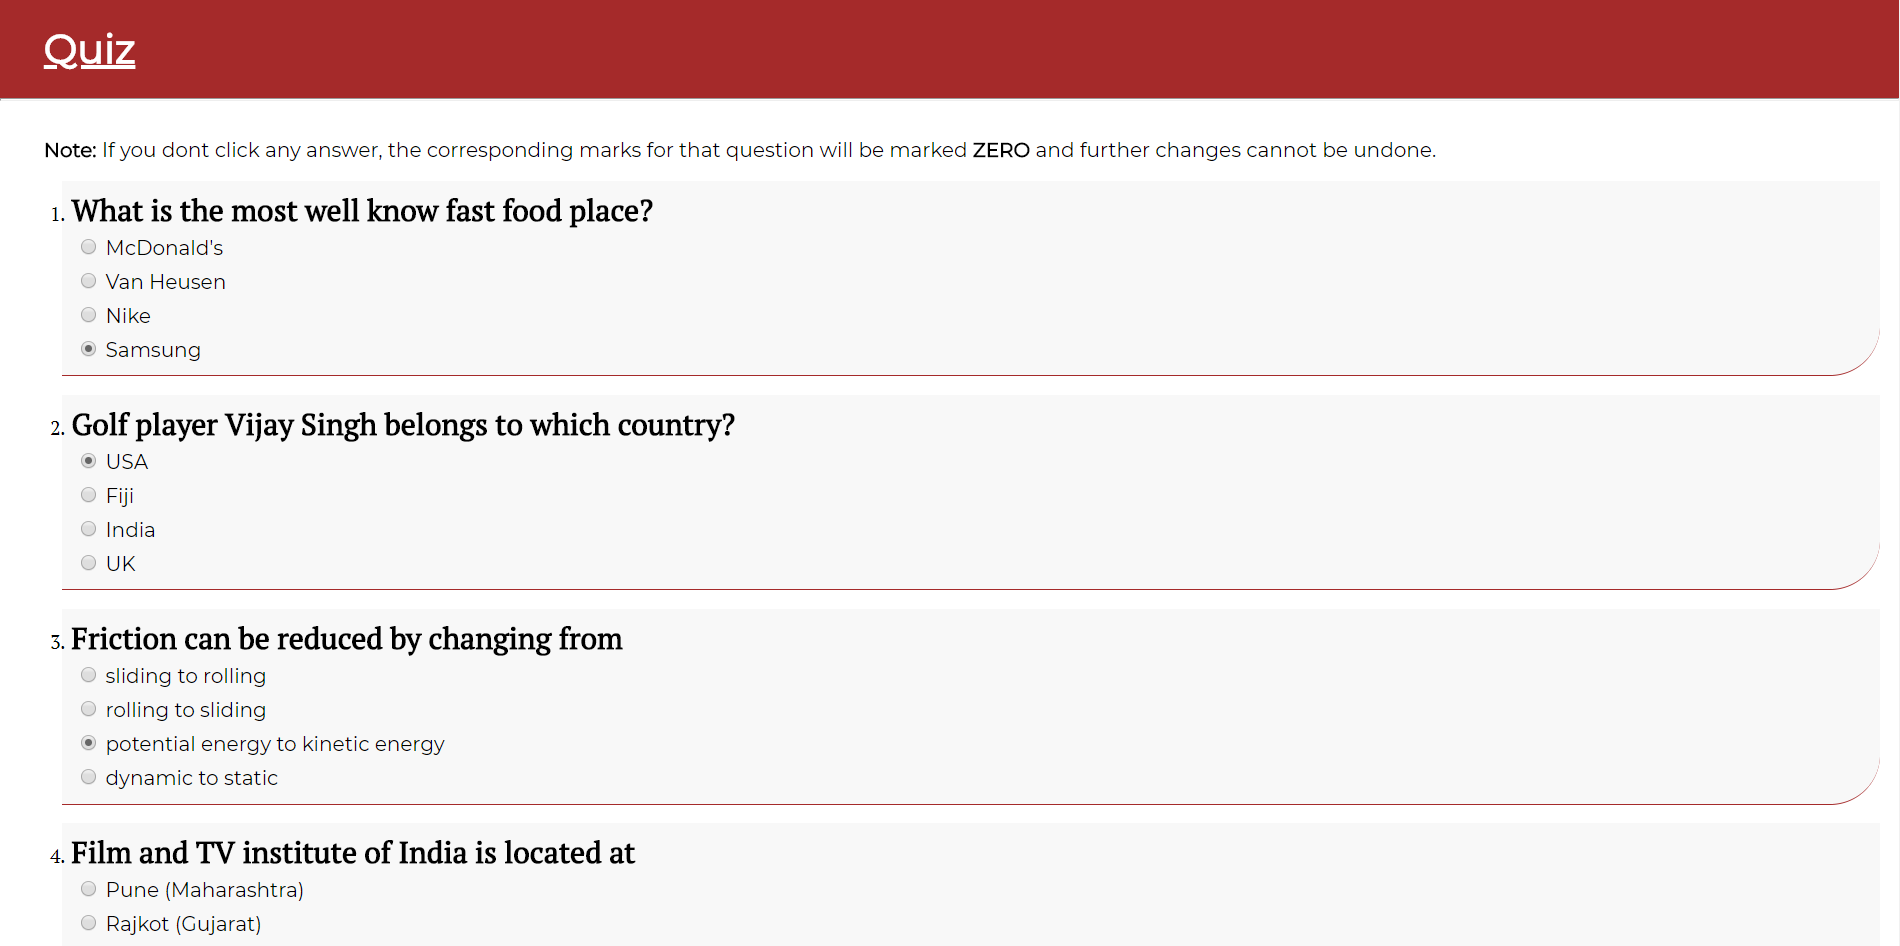 Quiz
Note: If you dont click any answer, the corresponding marks for that question will be marked ZERO and further changes cannot be undone.
1. What is the most well know fast food place?
McDonald's
Van Heusen
Nike
Samsung
2. Golf player Vijay Singh belongs to which country?
USA
Fiji
India
UK
3. Friction can be reduced by changing from
sliding to rolling
rolling to sliding
potential energy to kinetic energy
dynamic to static
4. Film and TV institute of India is located at
Pune (Maharashtra)
Rajkot (Gujarat)